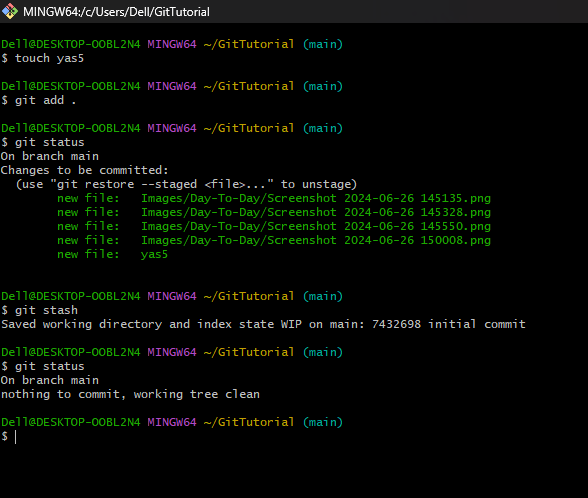 MINGW64:/c/Users/Dell/GitTutorial
Dell@DESKTOP-OOBL2N4 MINGW64 ~/GitTutorial (main)
$ touch yas5
Dell@DESKTOP-OOBL2N4 MINGW64 ~/GitTutorial (main)
$ git add .
Dell@DESKTOP-OOBL2N4 MINGW64 ~/GitTutorial (main)
$ git status
On branch main
Changes to be committed:
  (use "git restore --staged <file>..." to unstage)
        new file:   Images/Day-To-Day/Screenshot 2024-06-26 145135.png
        new file:   Images/Day-To-Day/Screenshot 2024-06-26 145328.png
        new file:   Images/Day-To-Day/Screenshot 2024-06-26 145550.png
        new file:   Images/Day-To-Day/Screenshot 2024-06-26 150008.png
        new file:   yas5
Dell@DESKTOP-OOBL2N4 MINGW64 ~/GitTutorial (main)
$ git stash
Saved working directory and index state WIP on main: 7432698 initial commit
Dell@DESKTOP-OOBL2N4 MINGW64 ~/GitTutorial (main)
$ git status
On branch main
nothing to commit, working tree clean
Dell@DESKTOP-OOBL2N4 MINGW64 ~/GitTutorial (main)
$